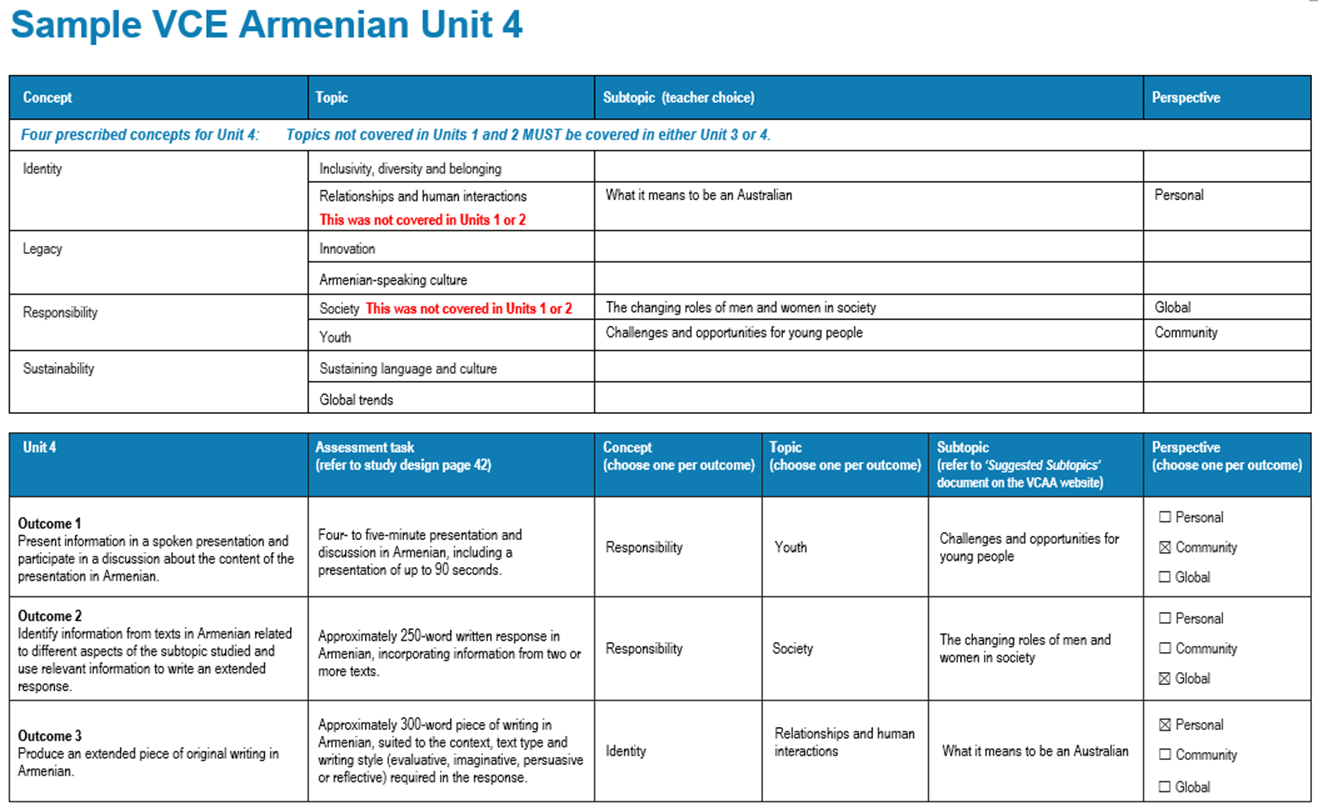 Sample VCE Armenian Unit 4
Concept Topic Subtopic (teacher choice) Perspective
Four prescribed concepts for Unit 4: Topics not covered in Units 1 and 2 MUST be covered in either Unit 3 or 4.
Identity
Inclusivity, diversity and belonging
Relationships and human interactions
This was not covered in Units 1 or 2
What it means to be an Australian
Personal
Legacy
Innovation
Armenian-speaking culture
Responsibility
Society This was not covered in Units 1 or 2
The changing roles of men and women in society
Global
Youth
Challenges and opportunities for young people
Community
Sustainability
Sustaining language and culture
Global trends
Unit 4
Assessment task
(refer to study design page 42)
Concept
(choose one per outcome)
Topic
(choose one per outcome)
Subtopic
(refer to ‘Suggested Subtopics’
document on the VCAA website)
Perspective
(choose one per outcome)
Outcome 1
Present information in a spoken presentation and
participate in a discussion about the content of the
presentation in Armenian.
Four- to five-minute presentation and
discussion in Armenian, including a
presentation of up to 90 seconds.
Responsibility
Youth
Challenges and opportunities for
young people
☐ Personal
☒ Community
☐ Global
Outcome 2
Identify information from texts in Armenian related
to different aspects of the subtopic studied and
use relevant information to write an extended
response.
Approximately 250-word written response in
Armenian, incorporating information from two or
more texts.
Responsibility
Society
The changing roles of men and
women in society
☐ Personal
☐ Community
☒ Global
Outcome 3
Produce an extended piece of original writing in
Armenian.
Approximately 300-word piece of writing in
Armenian, suited to the context, text type and
writing style (evaluative, imaginative, persuasive
or reflective) required in the response.
Identity
Relationships and human
interactions
What it means to be an Australian
☒ Personal
☐ Community
☐ Global